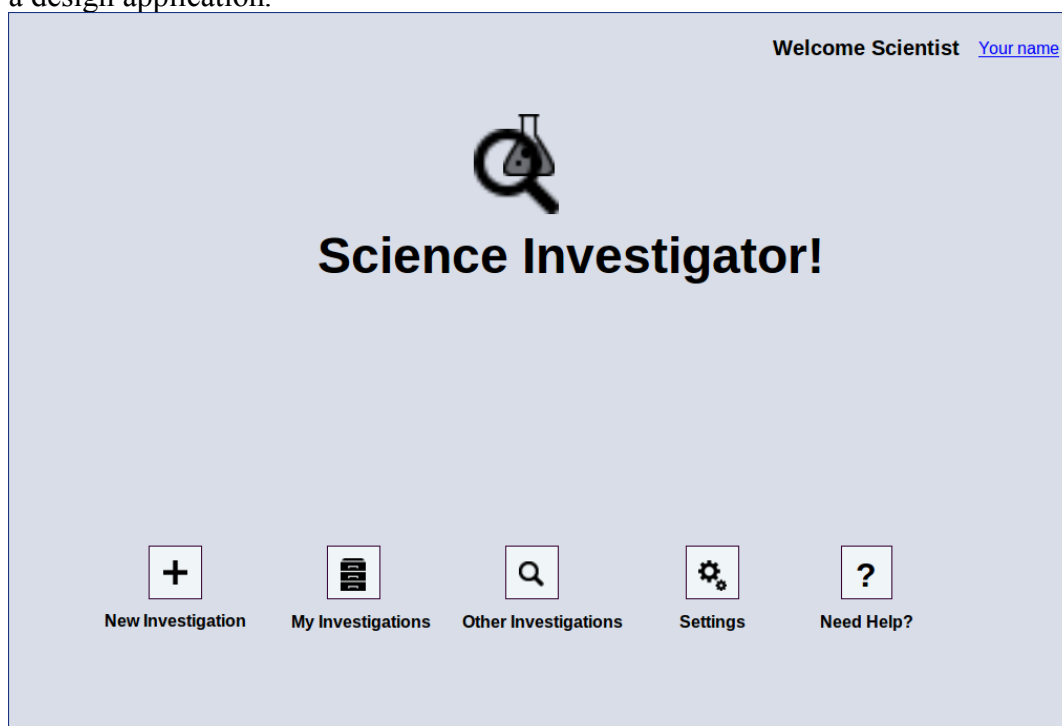 a design application.
Welcome Scientist Your name
Science Investigator!
+
?
New Investigation My Investigations Other Investigations Settings Need Help?